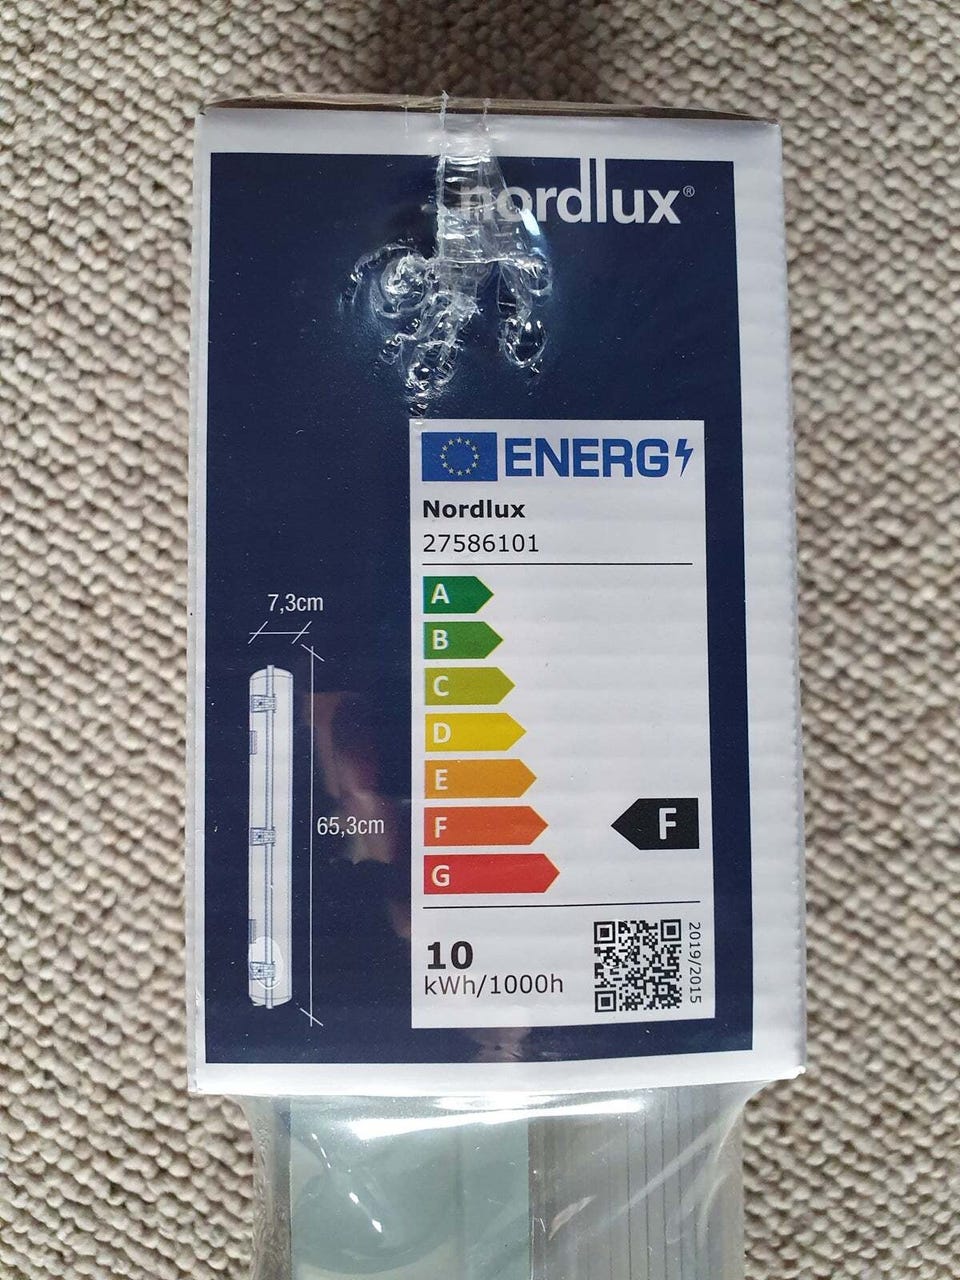 nordlux®
ENERG
Nordlux
27586101
A
B
C
D
E
F
F
G
10
kWh/1000h
2019/2015
7,3cm
65,3cm